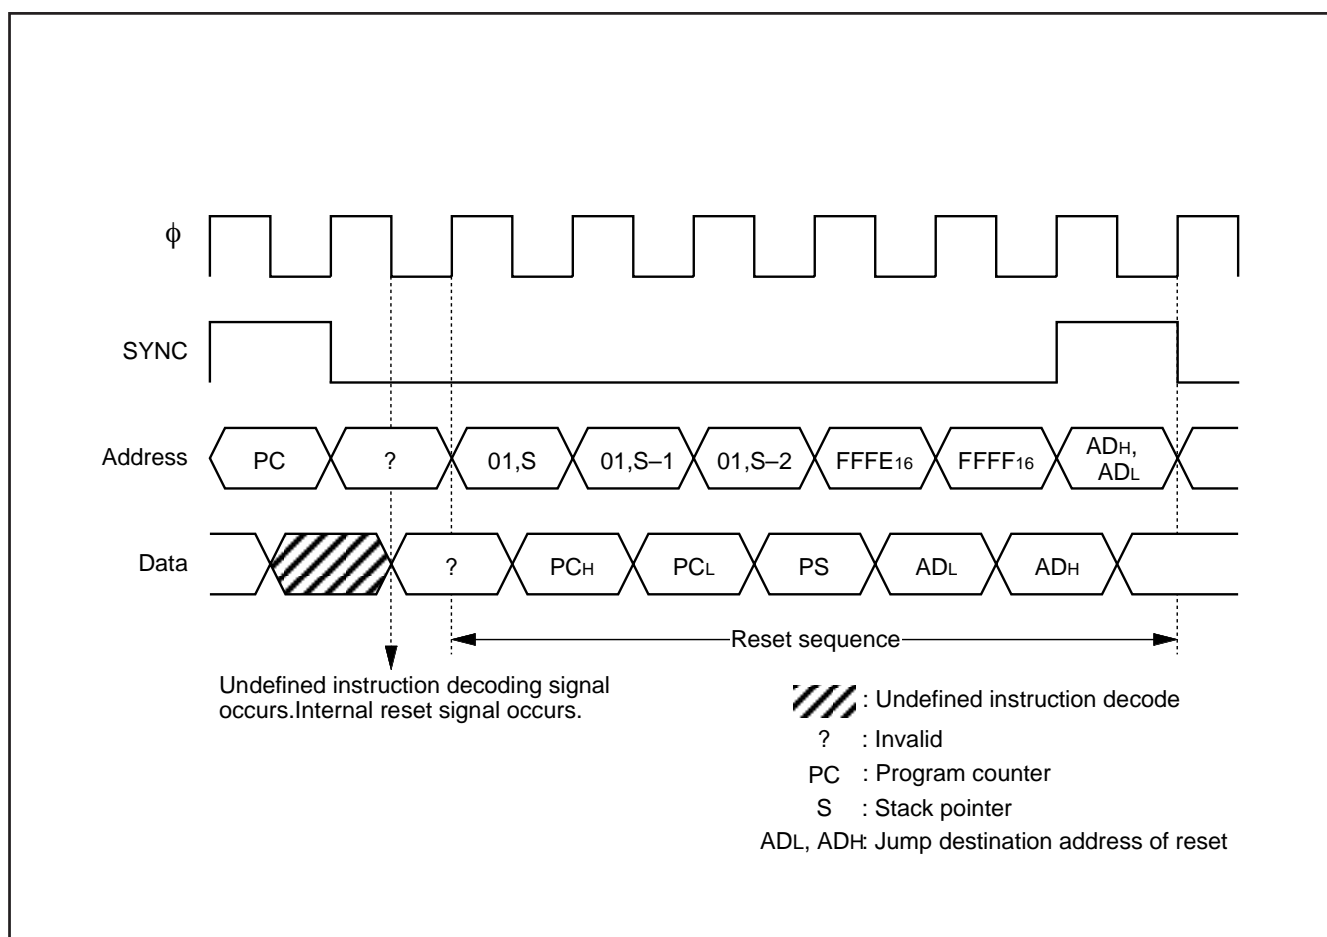 ϕ
SYNC
Address PC ? 01,S 01,S–1 01,S–2 FFFE16 FFFF16 ADH, ADL
Data ? PCH PCL PS ADL ADH
Reset sequence
Undefined instruction decoding signal
occurs.Internal reset signal occurs.
: Undefined instruction decode
? : Invalid
PC : Program counter
S : Stack pointer
ADL, ADH: Jump destination address of reset